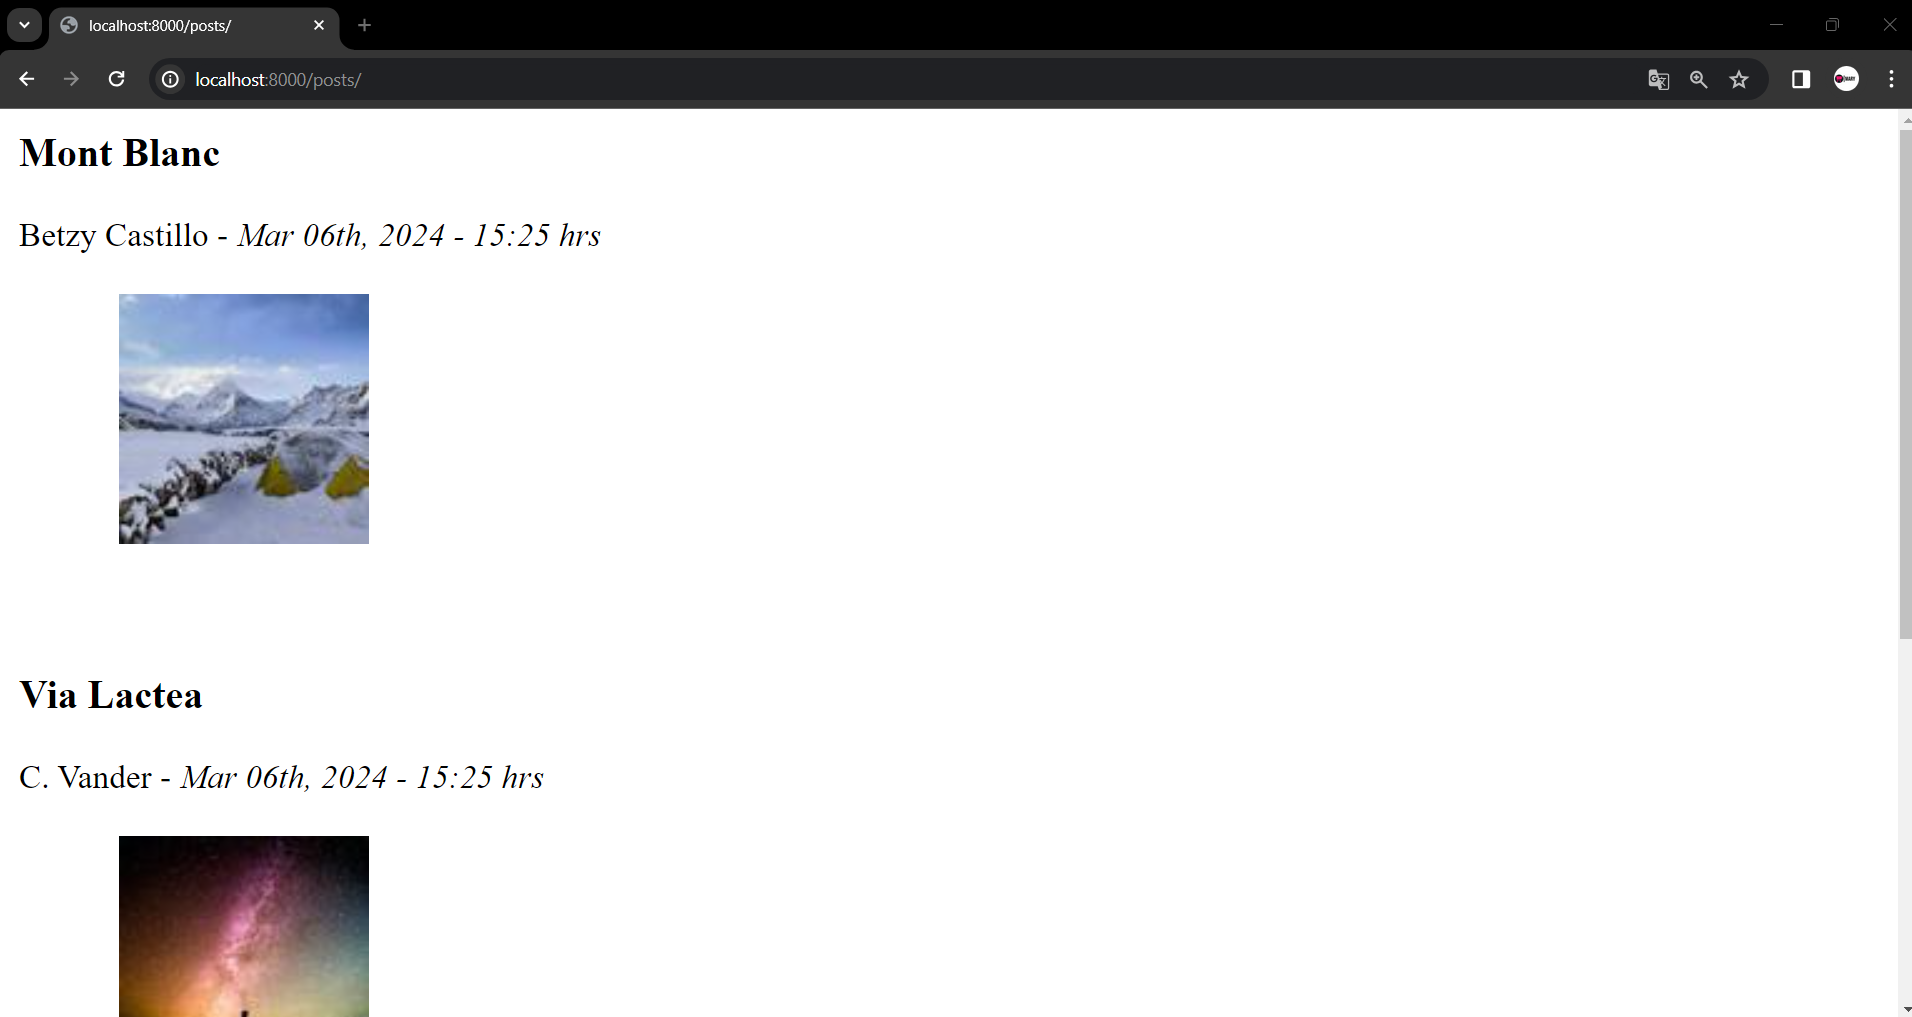 localhost:8000/posts/
localhost:8000/posts/
Mont Blanc
Betzy Castillo - Mar 06th, 2024 - 15:25 hrs
Via Lactea
C. Vander - Mar 06th, 2024 - 15:25 hrs